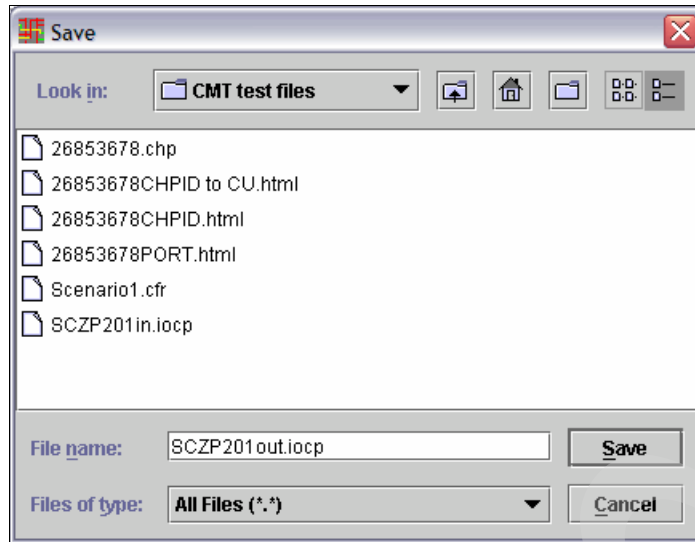 Save
Look in: CMT test files
26853678.chp
26853678CHPID to CU.html
26853678CHPID.html
26853678PORT.html
Scenario1.cfr
SCZP201in.iocp
File name: SCZP201out.iocp Save
Files of type: All Files (*.*) Cancel